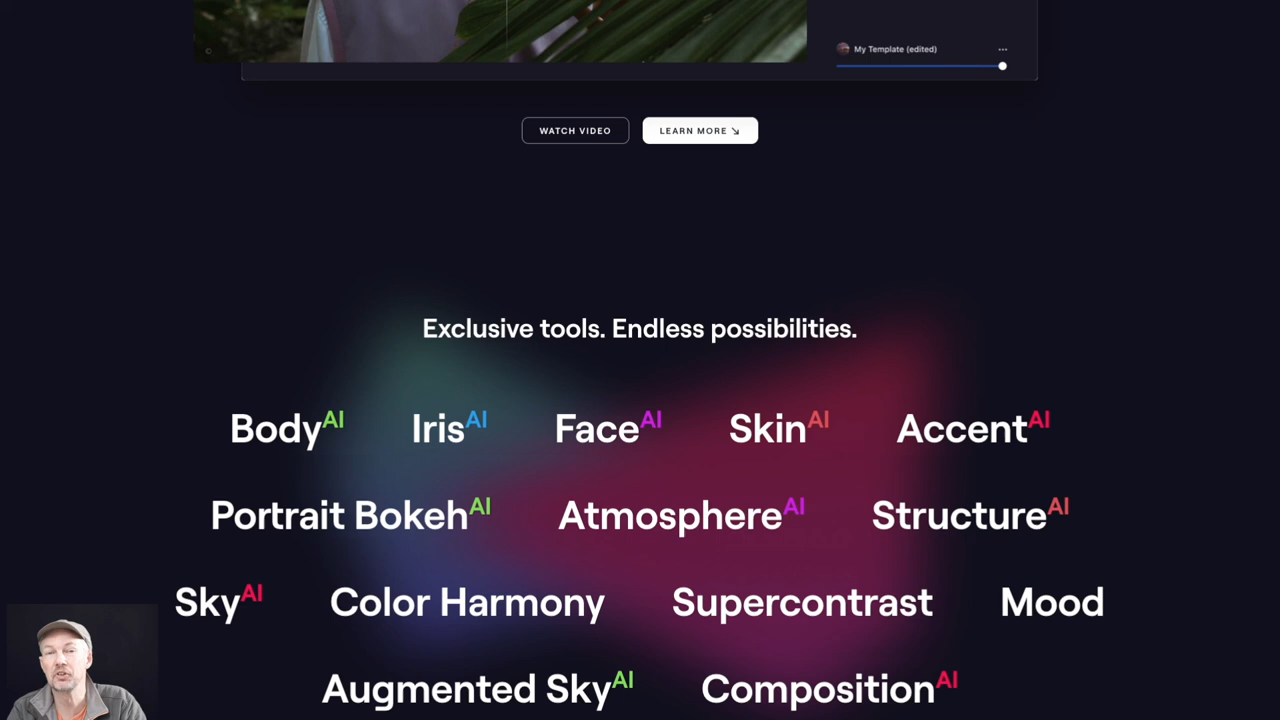 ©
My Template (edited) ...
WATCH VIDEO LEARN MORE ↘
Exclusive tools. Endless possibilities.
BodyAI IrisAI FaceAI SkinAI AccentAI
Portrait BokehAI AtmosphereAI StructureAI
SkyAI Color Harmony Supercontrast Mood
Augmented SkyAI CompositionAI